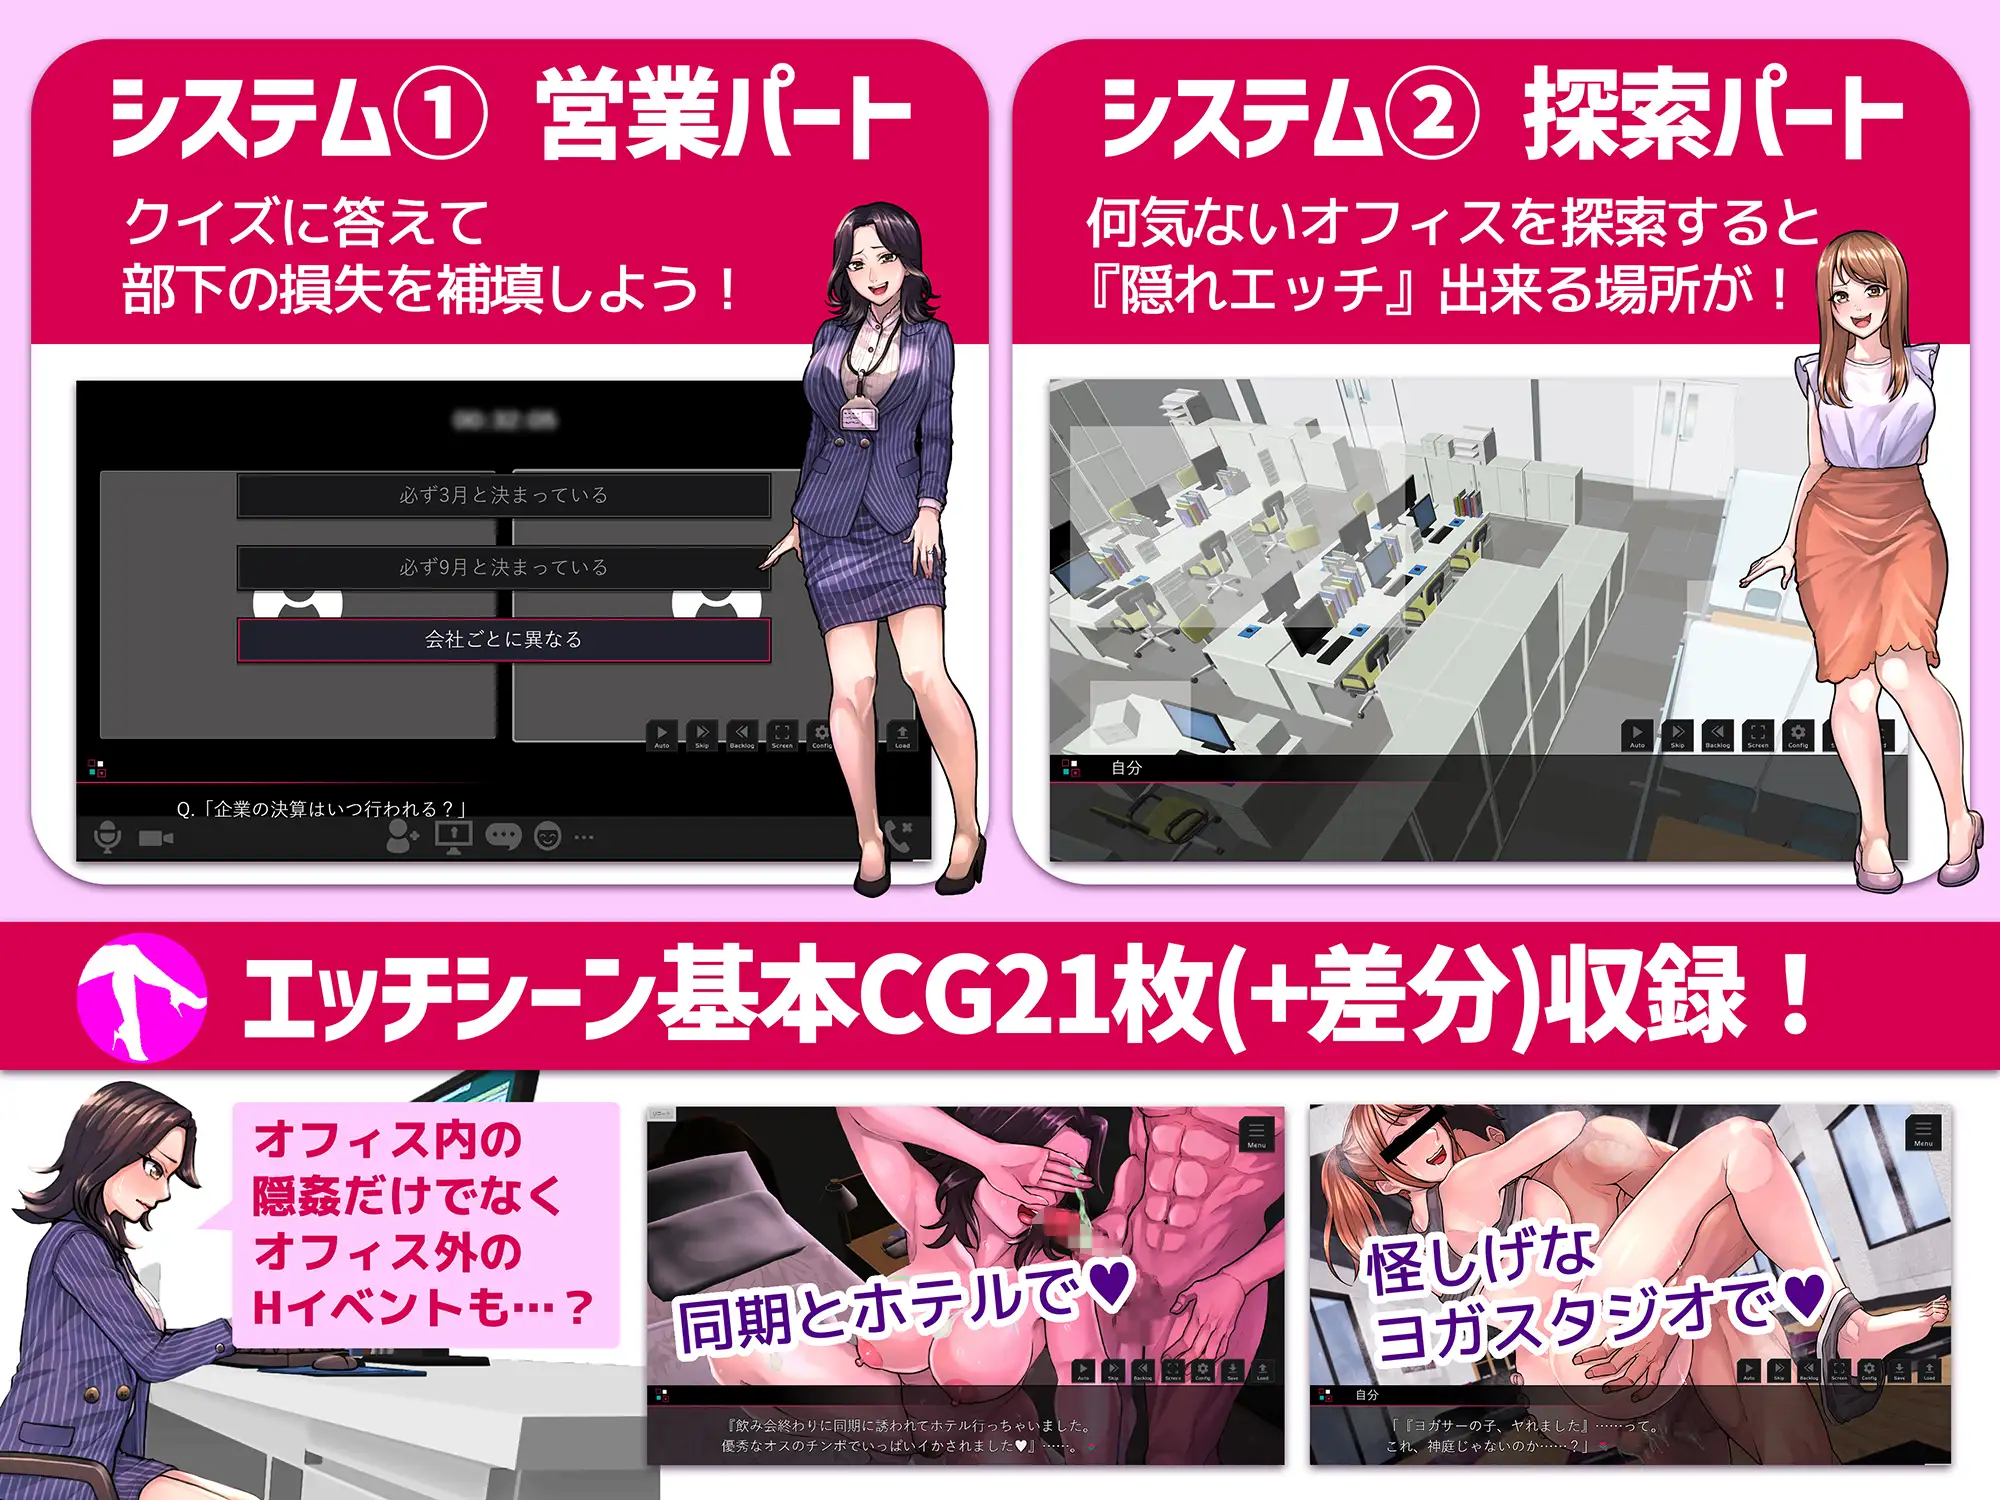 システム① 営業パート
クイズに答えて
部下の損失を補填しよう！
00:32:05
必ず3月と決まっている
必ず9月と決まっている
会社ごとに異なる
Auto Skip Backlog Screen Config Load
Q.「企業の決算はいつ行われる？」
システム② 探索パート
何気ないオフィスを探索すると
『隠れエッチ』出来る場所が！
Auto Skip Backlog Screen Config
自分
エッチシーン基本CG21枚(+差分)収録！
オフィス内の
隠姦だけでなく
オフィス外の
Hイベントも…？
Menu
同期とホテルで♥
Auto Skip Backlog Screen Config Save Load
『飲み会終わりに同期に誘われてホテル行っちゃいました。
優秀なオスのチンポでいっぱいイかされました♥』……。
Menu
怪しげな
ヨガスタジオで♥
Auto Skip Backlog Screen Config Save Load
自分
「『ヨガサーの子、ヤれました』……って。
これ、神庭じゃないのか……？」